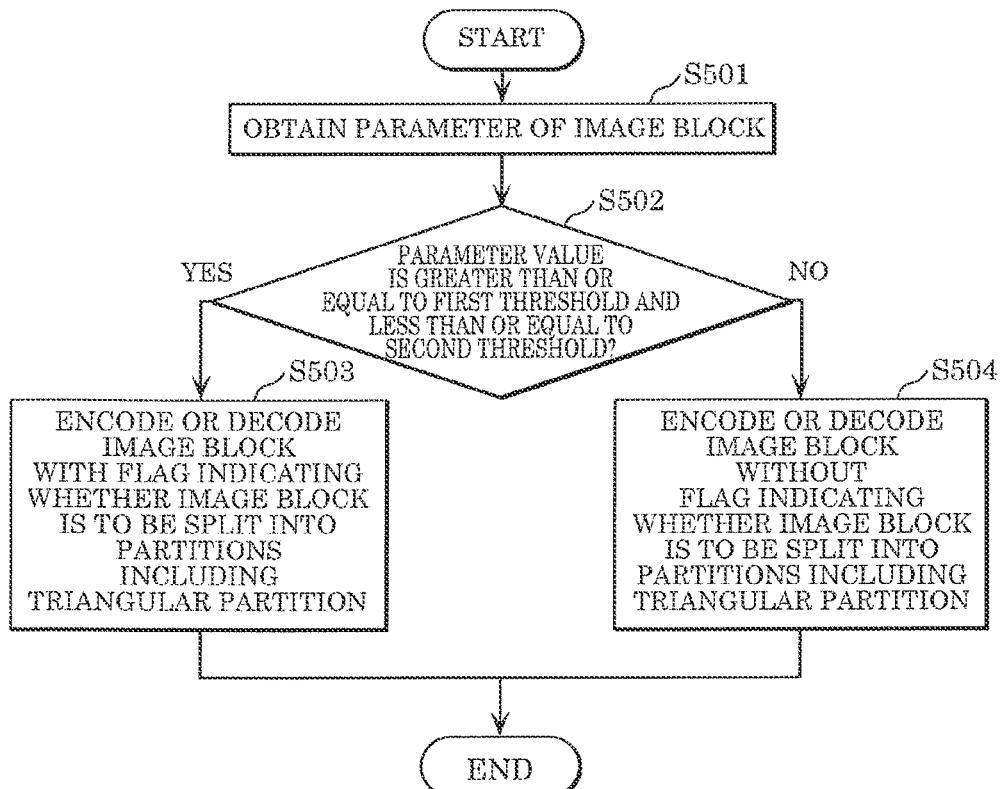 START
S501
OBTAIN PARAMETER OF IMAGE BLOCK
S502
PARAMETER VALUE
IS GREATER THAN OR
EQUAL TO FIRST THRESHOLD AND
LESS THAN OR EQUAL TO
SECOND THRESHOLD?
YES
NO
S503
ENCODE OR DECODE
IMAGE BLOCK
WITH FLAG INDICATING
WHETHER IMAGE BLOCK
IS TO BE SPLIT INTO
PARTITIONS
INCLUDING
TRIANGULAR PARTITION
S504
ENCODE OR DECODE
IMAGE BLOCK
WITHOUT
FLAG INDICATING
WHETHER IMAGE BLOCK
IS TO BE SPLIT INTO
PARTITIONS INCLUDING
TRIANGULAR PARTITION
END